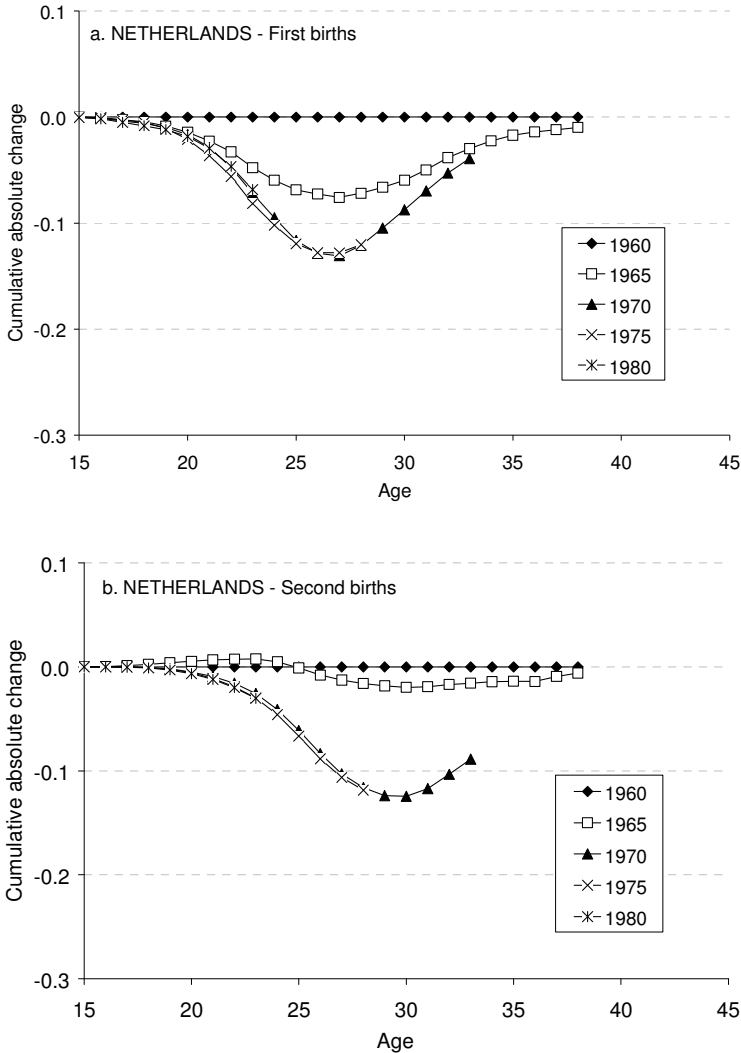 a. NETHERLANDS - First births
Cumulative absolute change
0.1
0.0
-0.1
-0.2
-0.3
15 20 25 30 35 40 45
Age
1960
1965
1970
1975
1980
b. NETHERLANDS - Second births
Cumulative absolute change
0.1
0.0
-0.1
-0.2
-0.3
15 20 25 30 35 40 45
Age
1960
1965
1970
1975
1980